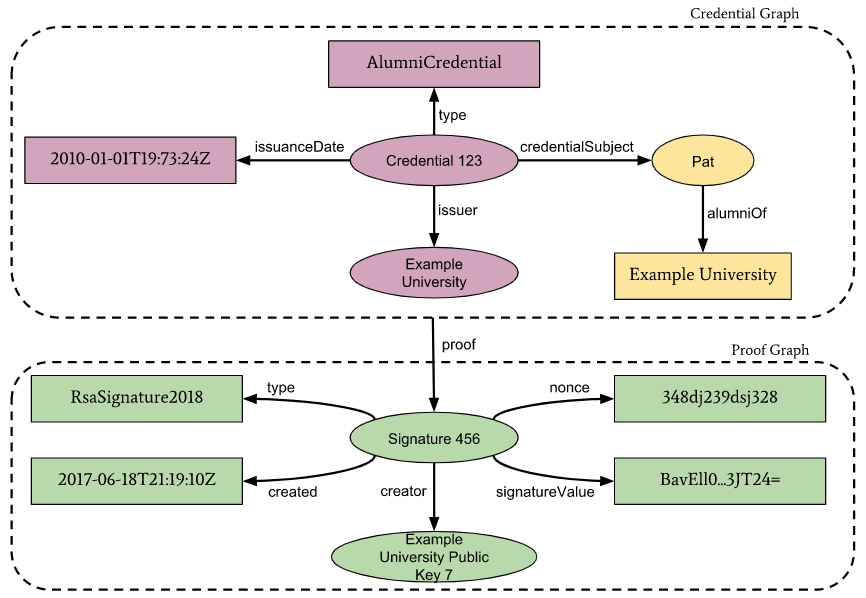 Credential Graph
AlumniCredential
type
issuanceDate
credentialSubject
2010-01-01T19:73:24Z
Credential 123
Pat
issuer
alumniOf
Example
University
Example University
proof
Proof Graph
type
nonce
RsaSignature2018
348dj239dsj328
Signature 456
2017-06-18T21:19:10Z
BavEll0...3JT24=
created
creator
signatureValue
Example
University Public
Key 7